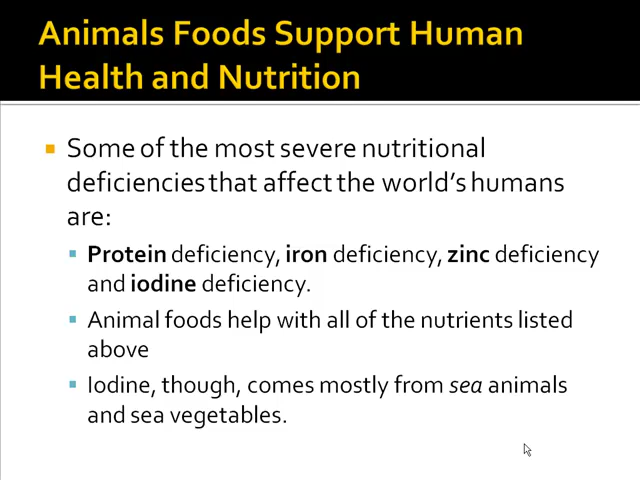 Animals Foods Support Human
Health and Nutrition
Some of the most severe nutritional
deficiencies that affect the world's humans
are:
Protein deficiency, iron deficiency, zinc deficiency
and iodine deficiency.
Animal foods help with all of the nutrients listed
above
Iodine, though, comes mostly from sea animals
and sea vegetables.